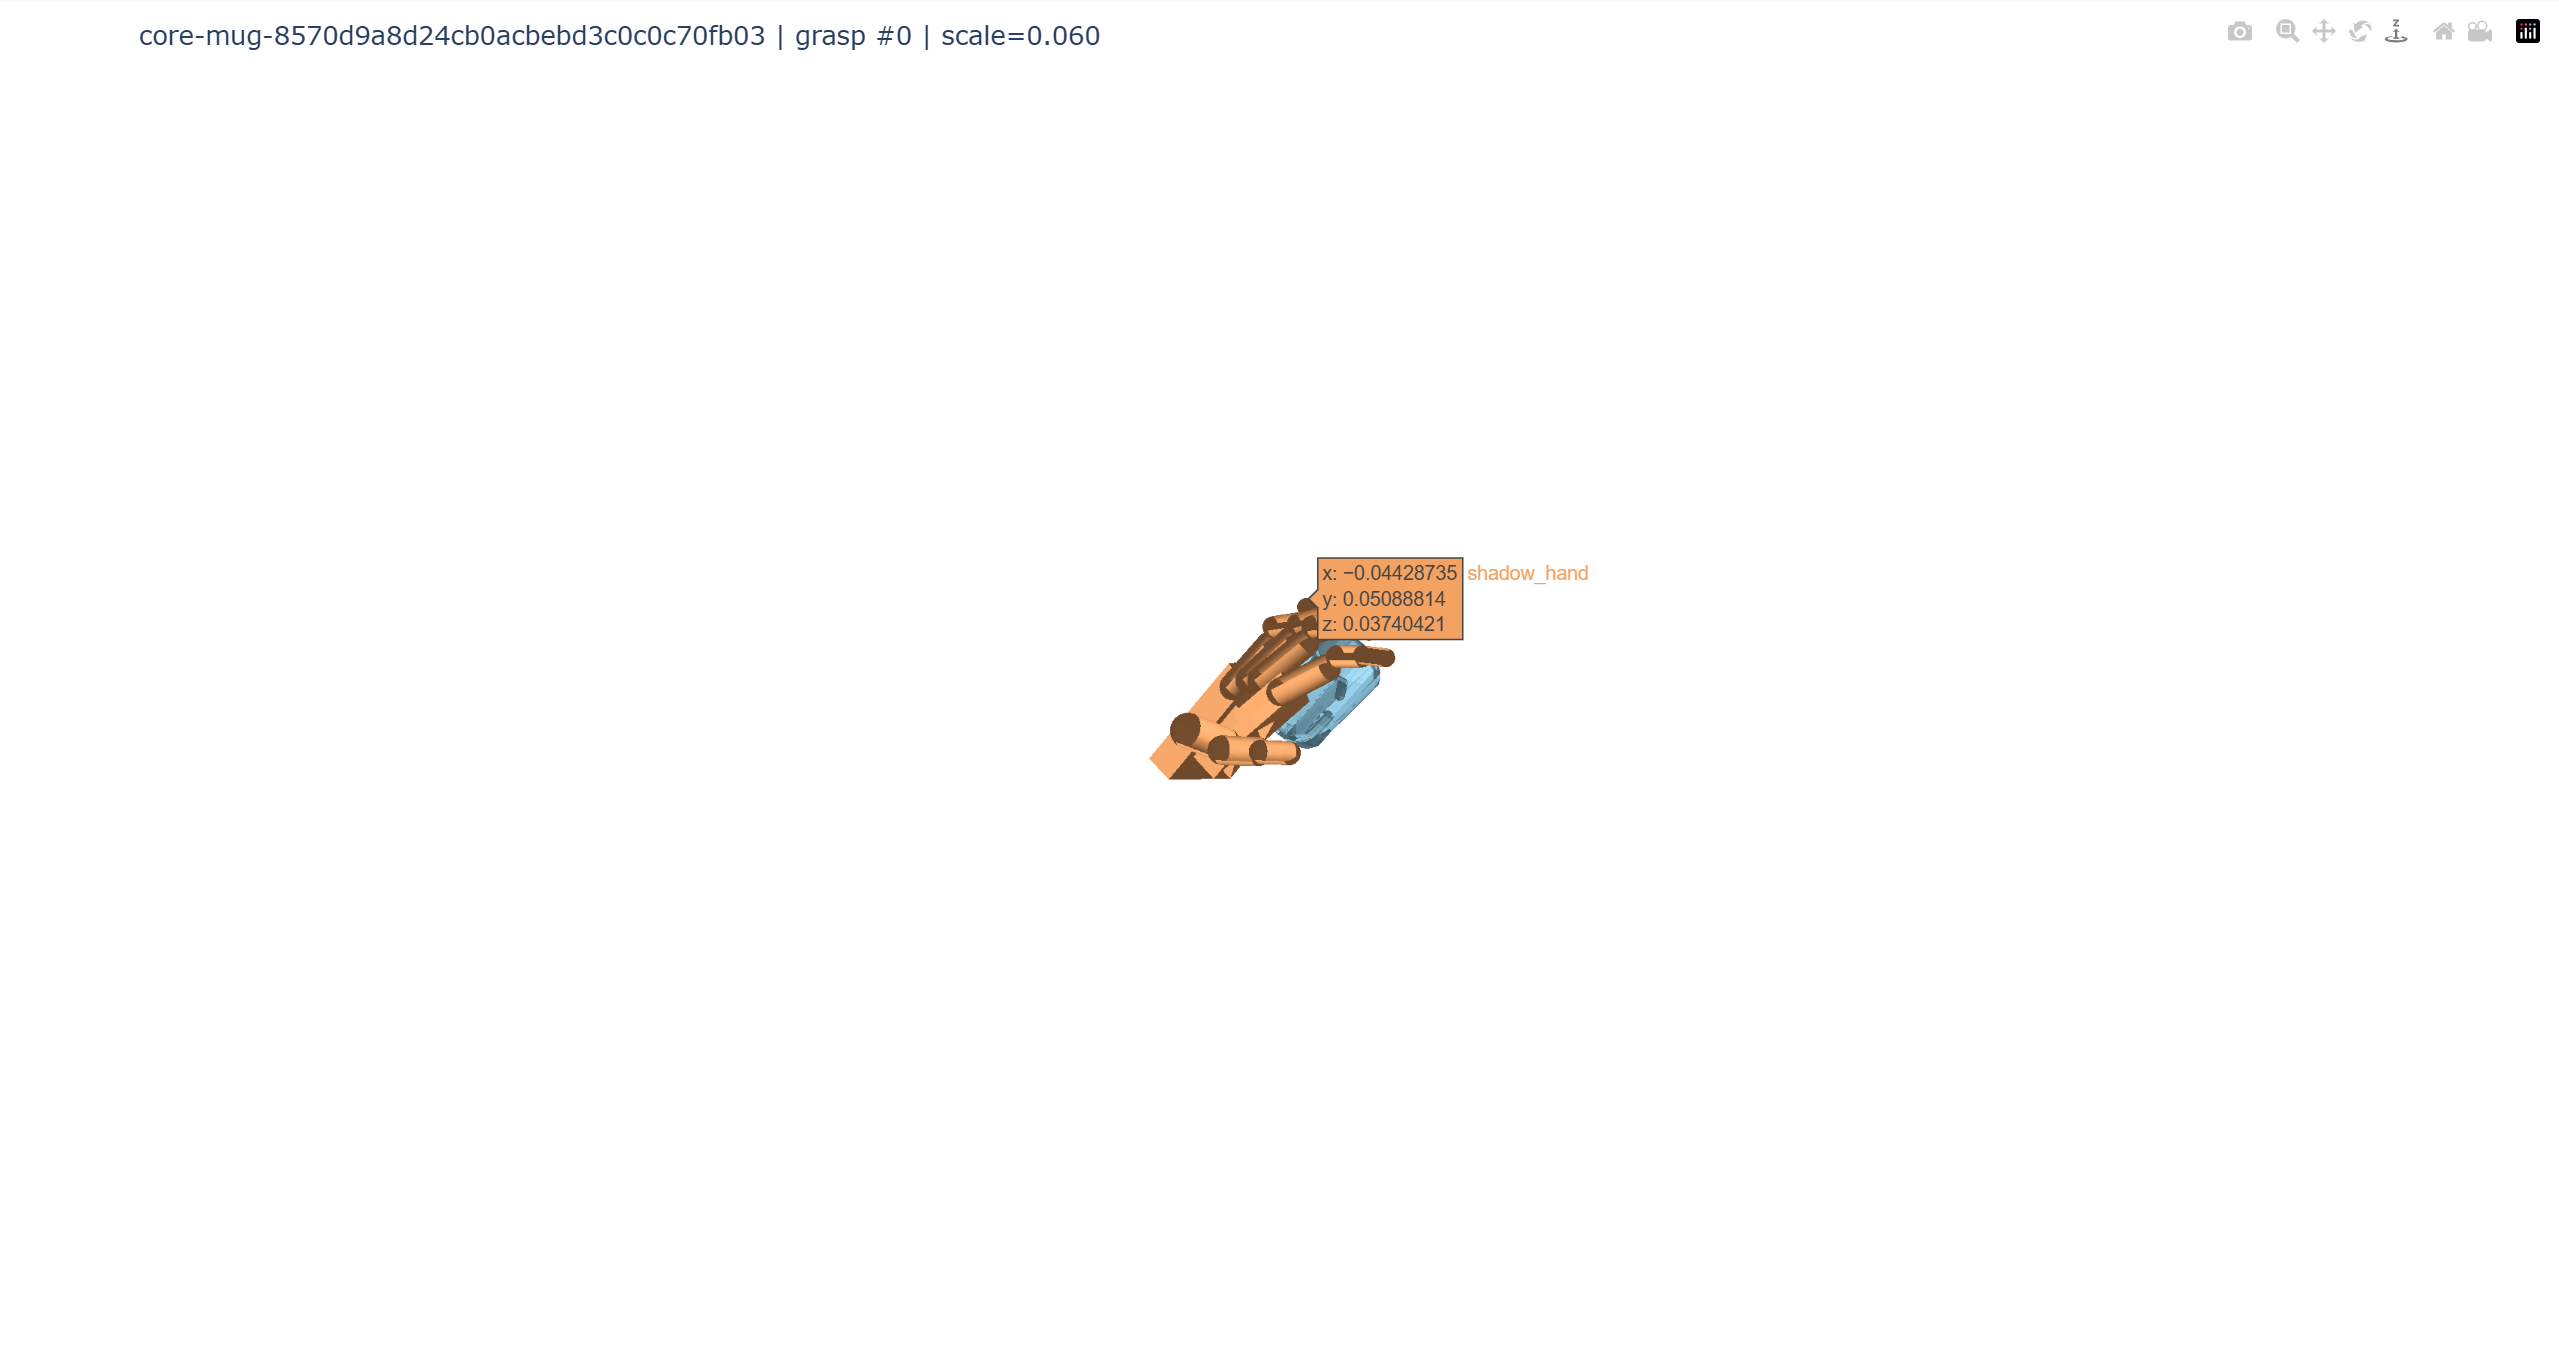 core-mug-8570d9a8d24cb0acbebd3c0c0c70fb03 | grasp #0 | scale=0.060
z
x: −0.04428735 shadow_hand
y: 0.05088814
z: 0.03740421